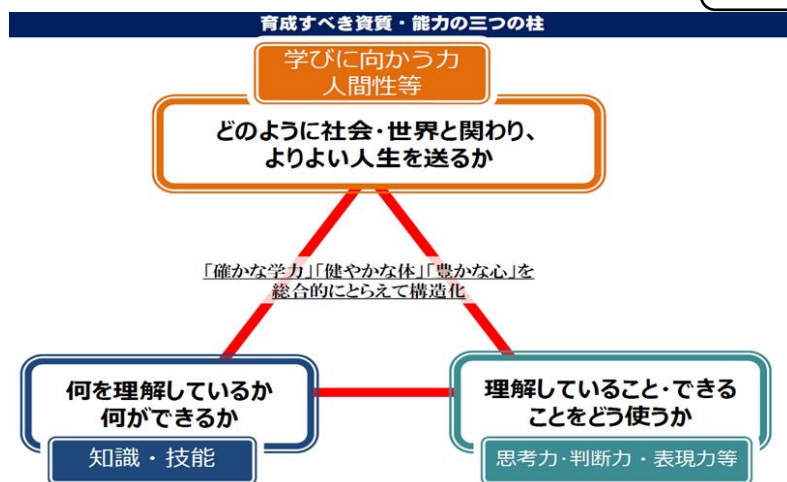 育成すべき資質・能力の三つの柱
学びに向かう力
人間性等
どのように社会・世界と関わり、
よりよい人生を送るか
「確かな学力」「健やかな体」「豊かな心」を
総合的にとらえて構造化
何を理解しているか
何ができるか
知識・技能
理解していること・できる
ことをどう使うか
思考力・判断力・表現力等